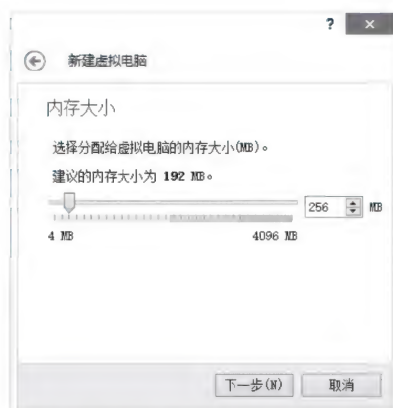 ?
新建虚拟电脑
内存大小
选择分配给虚拟电脑的内存大小(MB)。
建议的内存大小为 192 MB。
256 MB
4 MB 4096 MB
下一步(N) 取消